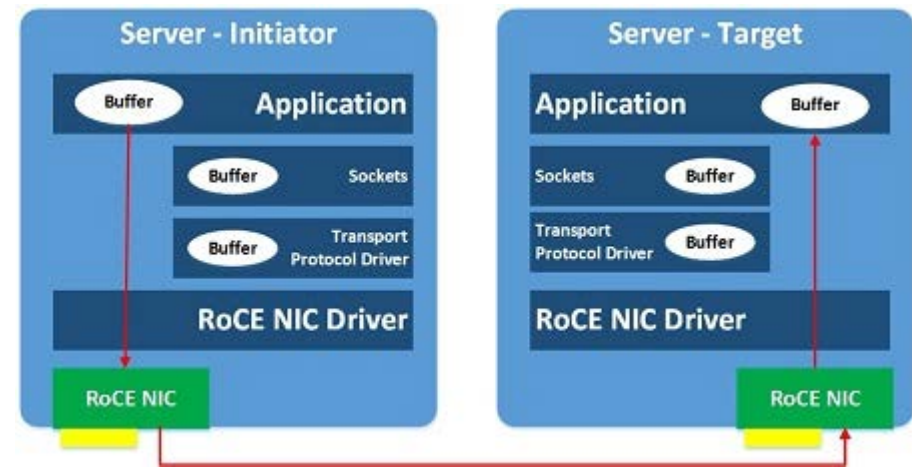 Server - Initiator
Buffer
Application
Buffer
Sockets
Buffer
Transport
Protocol Driver
RoCE NIC Driver
RoCE NIC
Server - Target
Application
Buffer
Sockets
Buffer
Transport
Protocol Driver
Buffer
RoCE NIC Driver
RoCE NIC